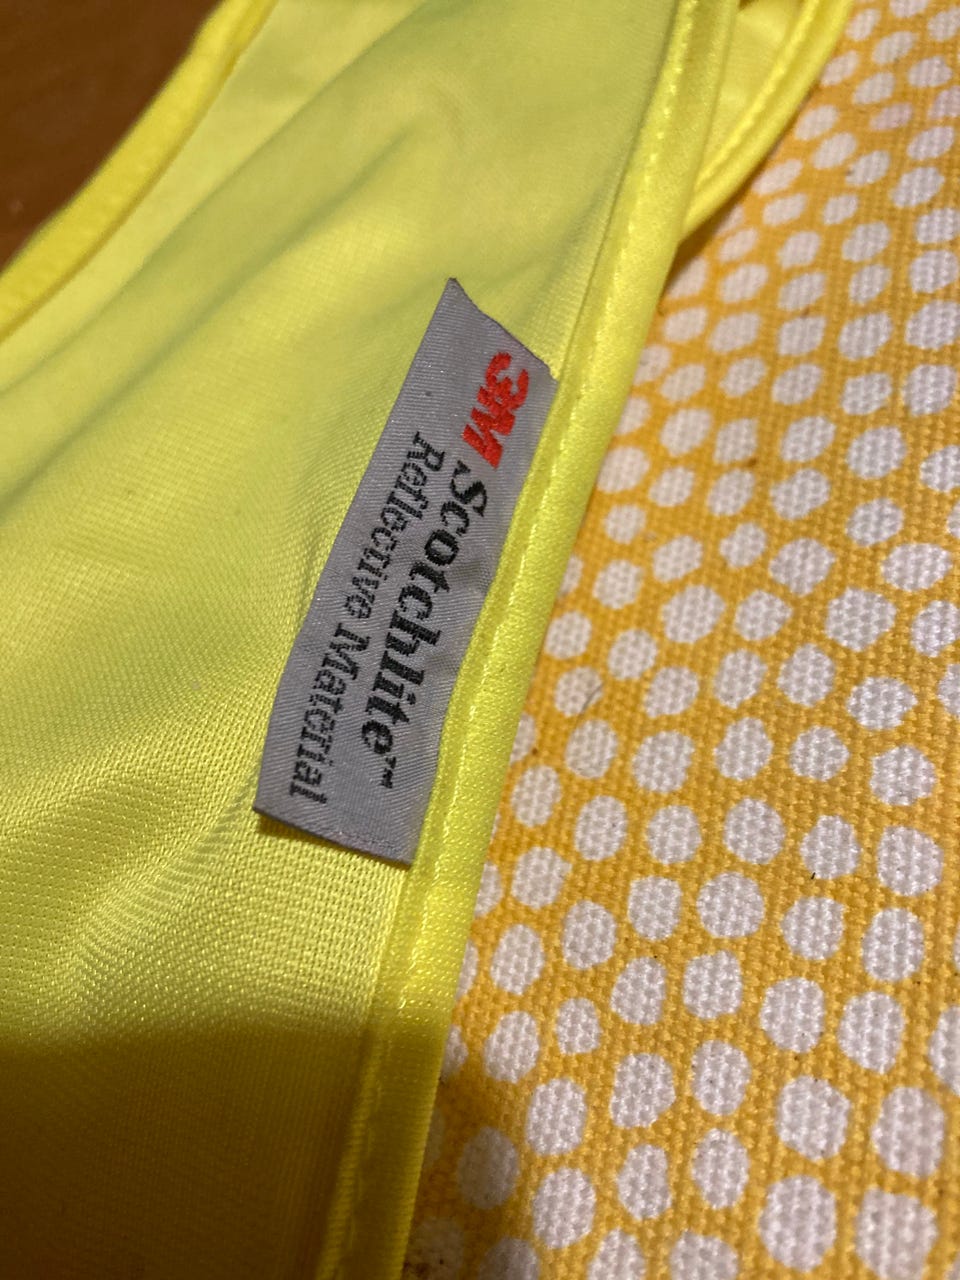 3M Scotchlite™
Reflective Material